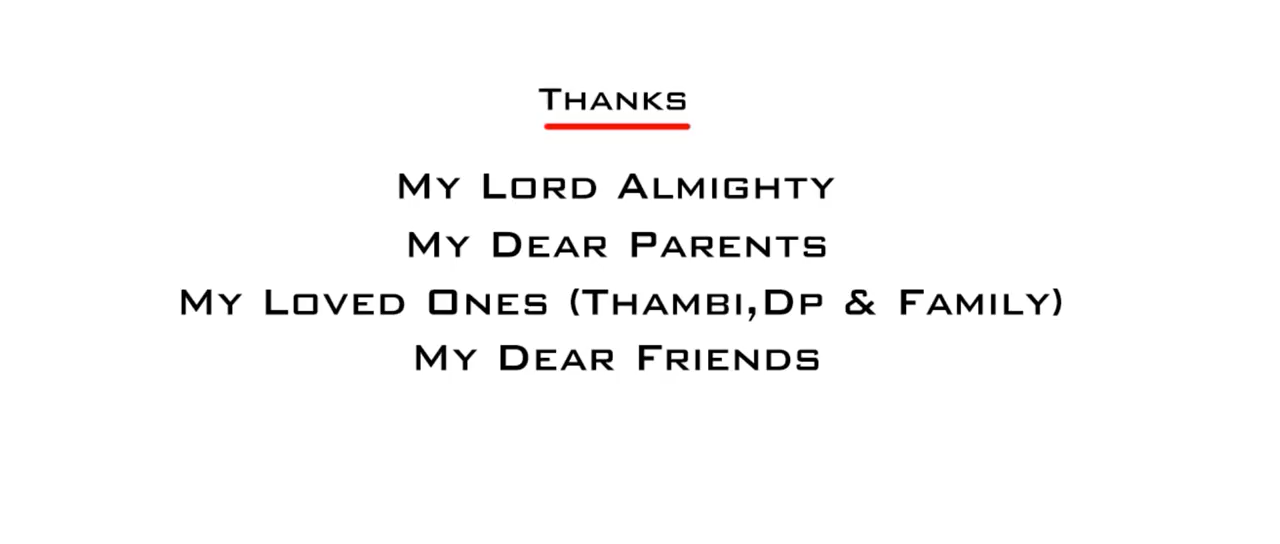 Thanks
My Lord Almighty
My Dear Parents
My Loved Ones (Thambi,Dp & Family)
My Dear Friends